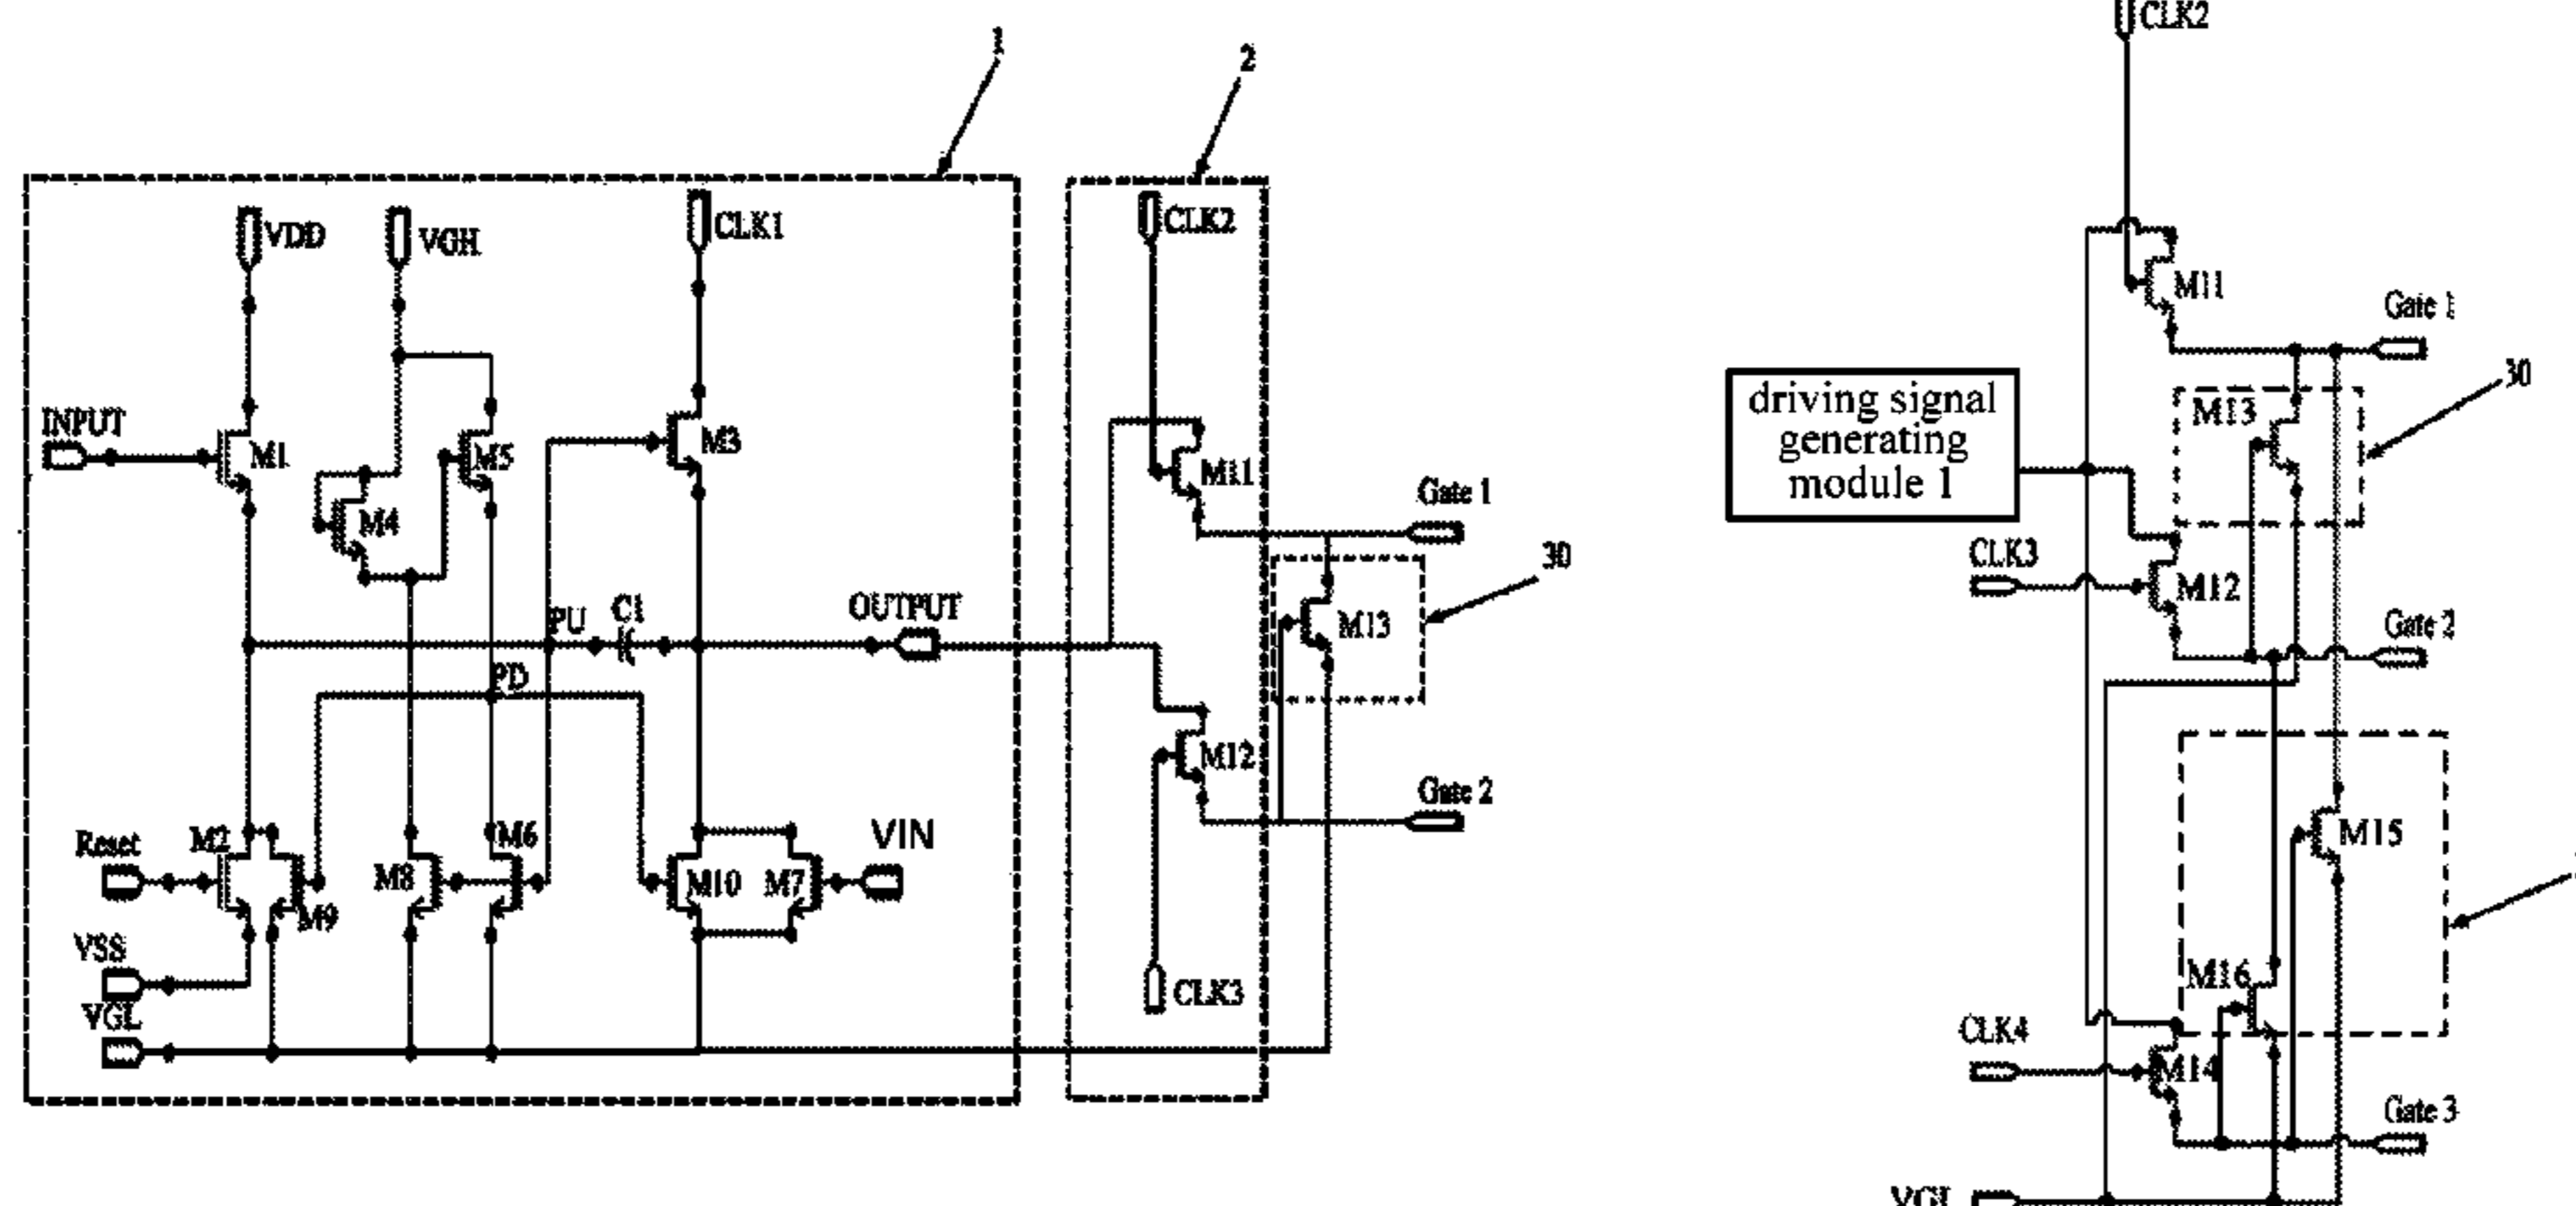 1
2
VDD
VGH
CLK1
CLK2
INPUT
M1
M5
M3
M4
M11
Gate 1
30
PU
C1
OUTPUT
M13
PD
M12
Gate 2
Reset
M2
M9
M8
M6
M10
M7
VIN
VSS
VGL
CLK3
CLK2
M11
Gate 1
30
driving signal
generating
module 1
M13
CLK3
M12
Gate 2
M15
M16
CLK4
M14
Gate 3
VGL